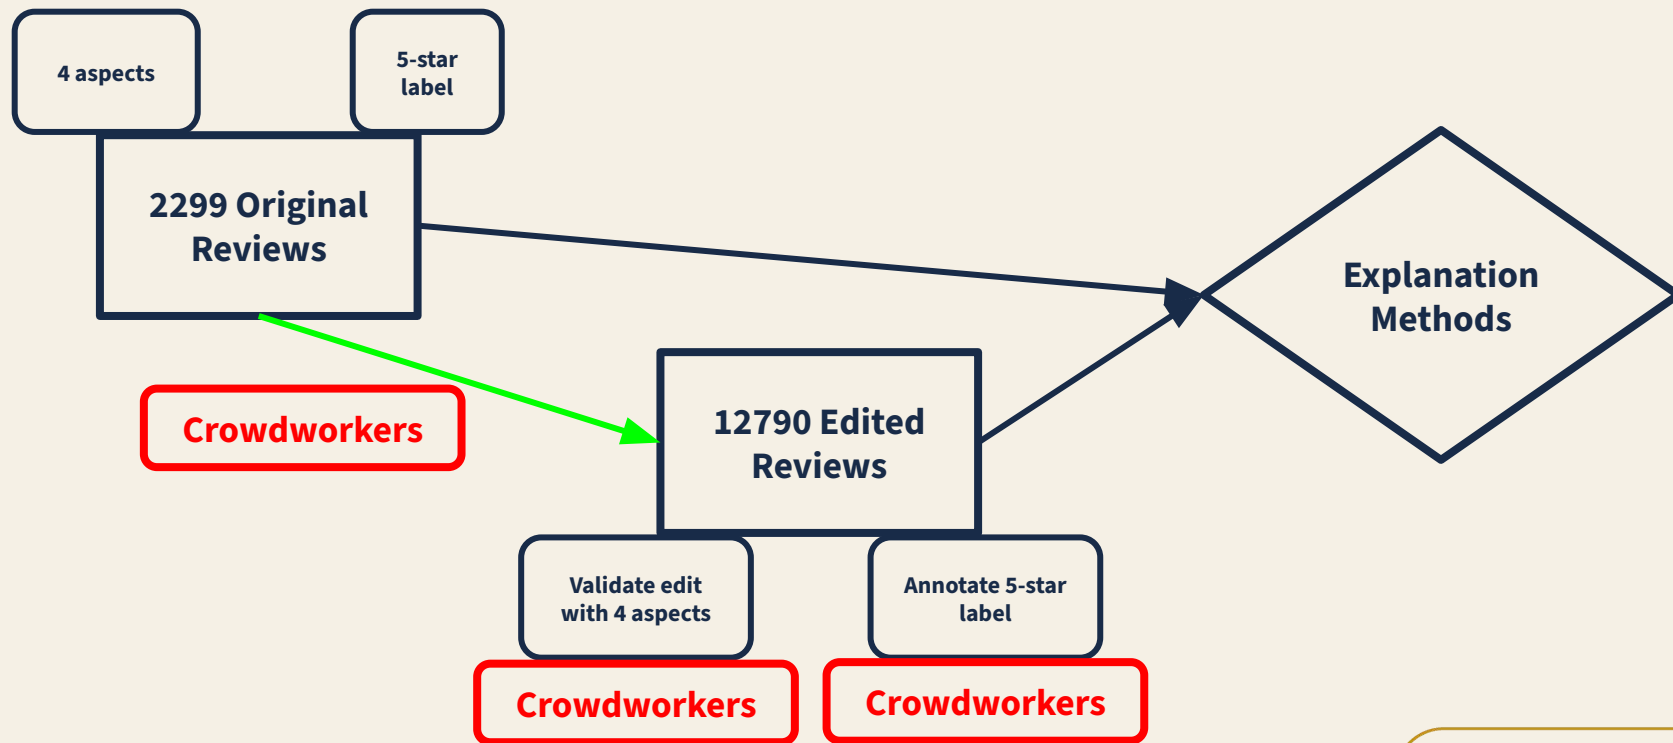 4 aspects
5-star
label
2299 Original
Reviews
Explanation
Methods
Crowdworkers
12790 Edited
Reviews
Validate edit
with 4 aspects
Annotate 5-star
label
Crowdworkers
Crowdworkers